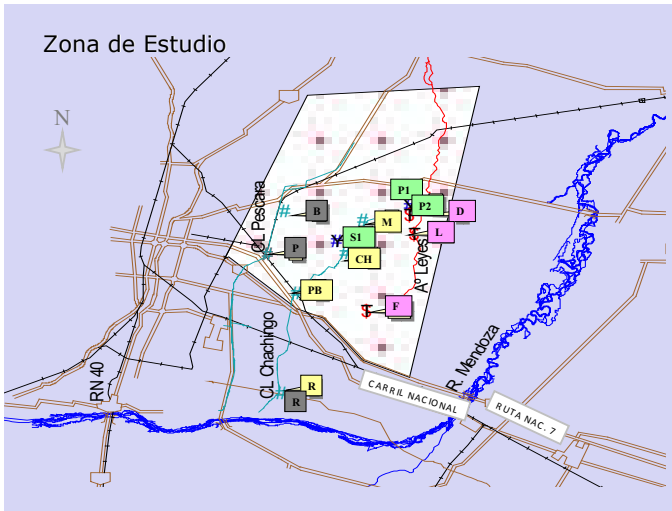 Zona de Estudio
N
P1
P2
D
B
M
L
S1
P
CH
PB
F
R
R
CL Pescara
Aº Leyes
CL Chachingo
R. Mendoza
RN 40
CARRIL NACIONAL
RUTA NAC. 7